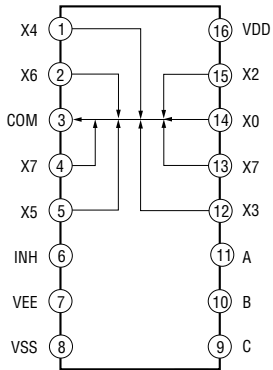 X4 1 16 VDD
X6 2 15 X2
COM 3 14 X0
X7 4 13 X7
X5 5 12 X3
INH 6 11 A
VEE 7 10 B
VSS 8 9 C